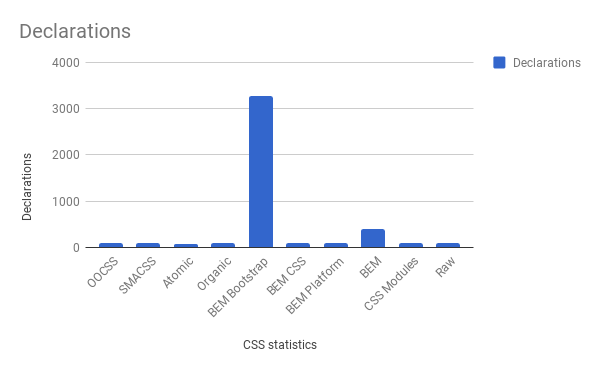 Declarations
Declarations
4000
3000
2000
1000
0
Declarations
OOCSS
SMACSS
Atomic
Organic
BEM Bootstrap
BEM CSS
BEM Platform
BEM
CSS Modules
Raw
CSS statistics